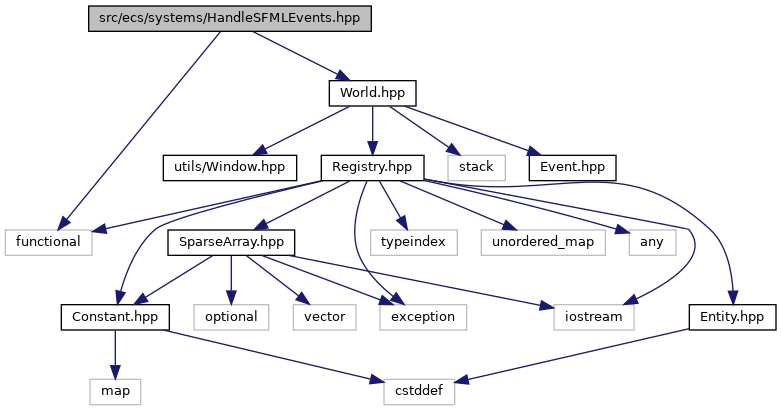 src/ecs/systems/HandleSFMLEvents.hpp
World.hpp
utils/Window.hpp
Registry.hpp
stack
Event.hpp
functional
SparseArray.hpp
typeindex
unordered_map
any
Constant.hpp
optional
vector
exception
iostream
Entity.hpp
map
cstddef